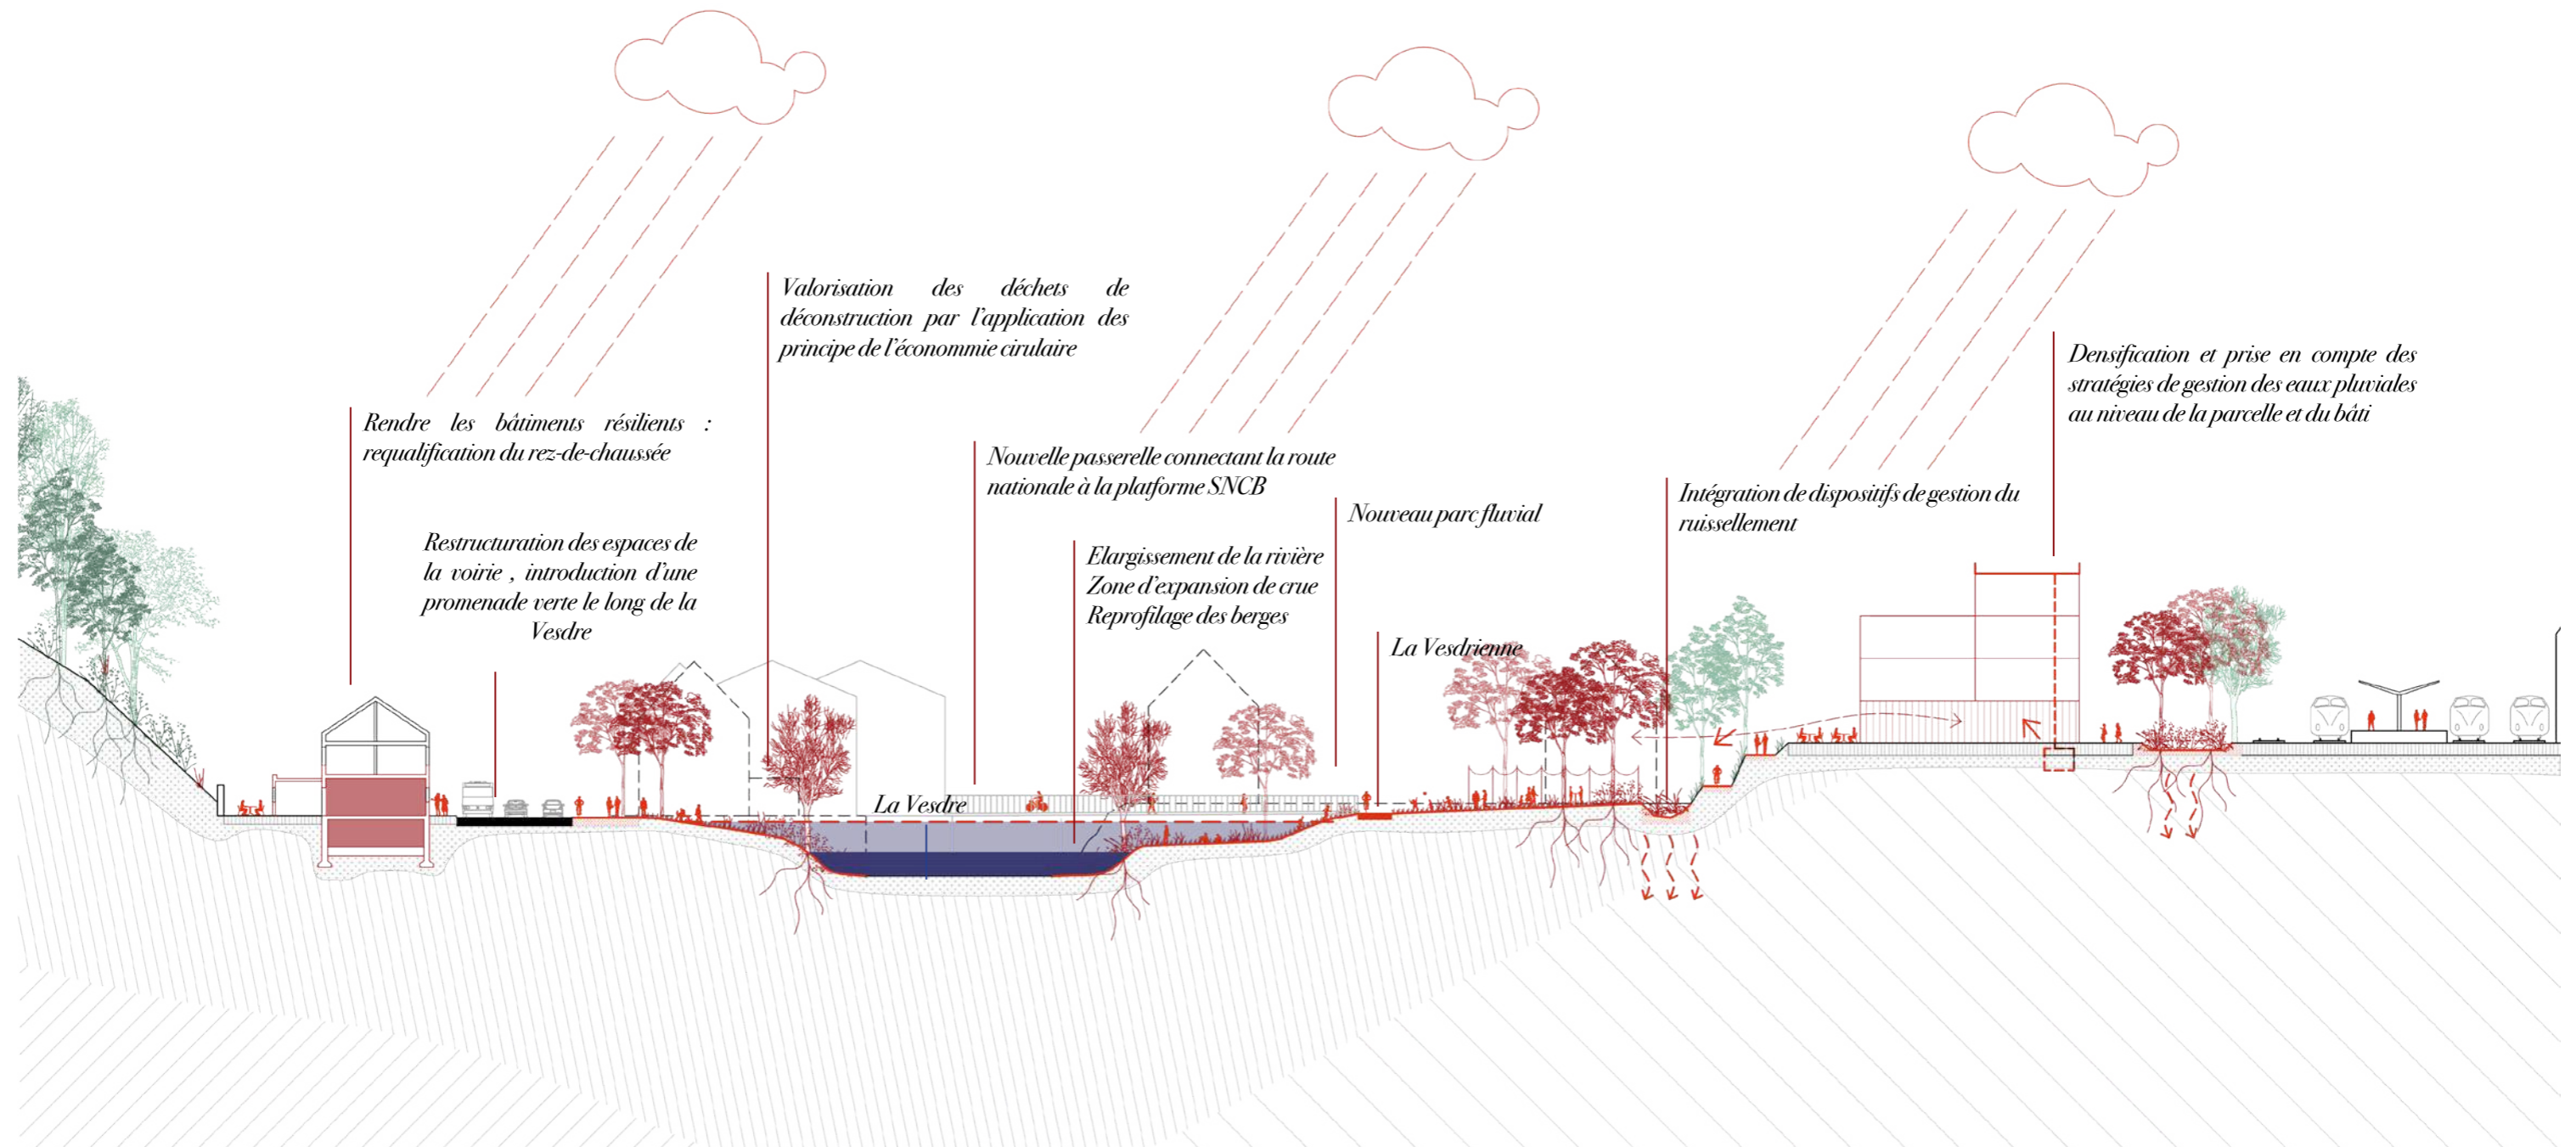 Valorisation des déchets de
déconstruction par l'application des
principe de l'économmie cirulaire
Densification et prise en compte des
stratégies de gestion des eaux pluviales
au niveau de la parcelle et du bâti
Rendre les bâtiments résilients :
requalification du rez-de-chaussée
Nouvelle passerelle connectant la route
nationale à la platforme SNCB
Intégration de dispositifs de gestion du
ruissellement
Nouveau parc fluvial
Restructuration des espaces de
la voirie , introduction d'une
promenade verte le long de la
Vesdre
Elargissement de la rivière
Zone d'expansion de crue
Reprofilage des berges
La Vesdrienne
La Vesdre